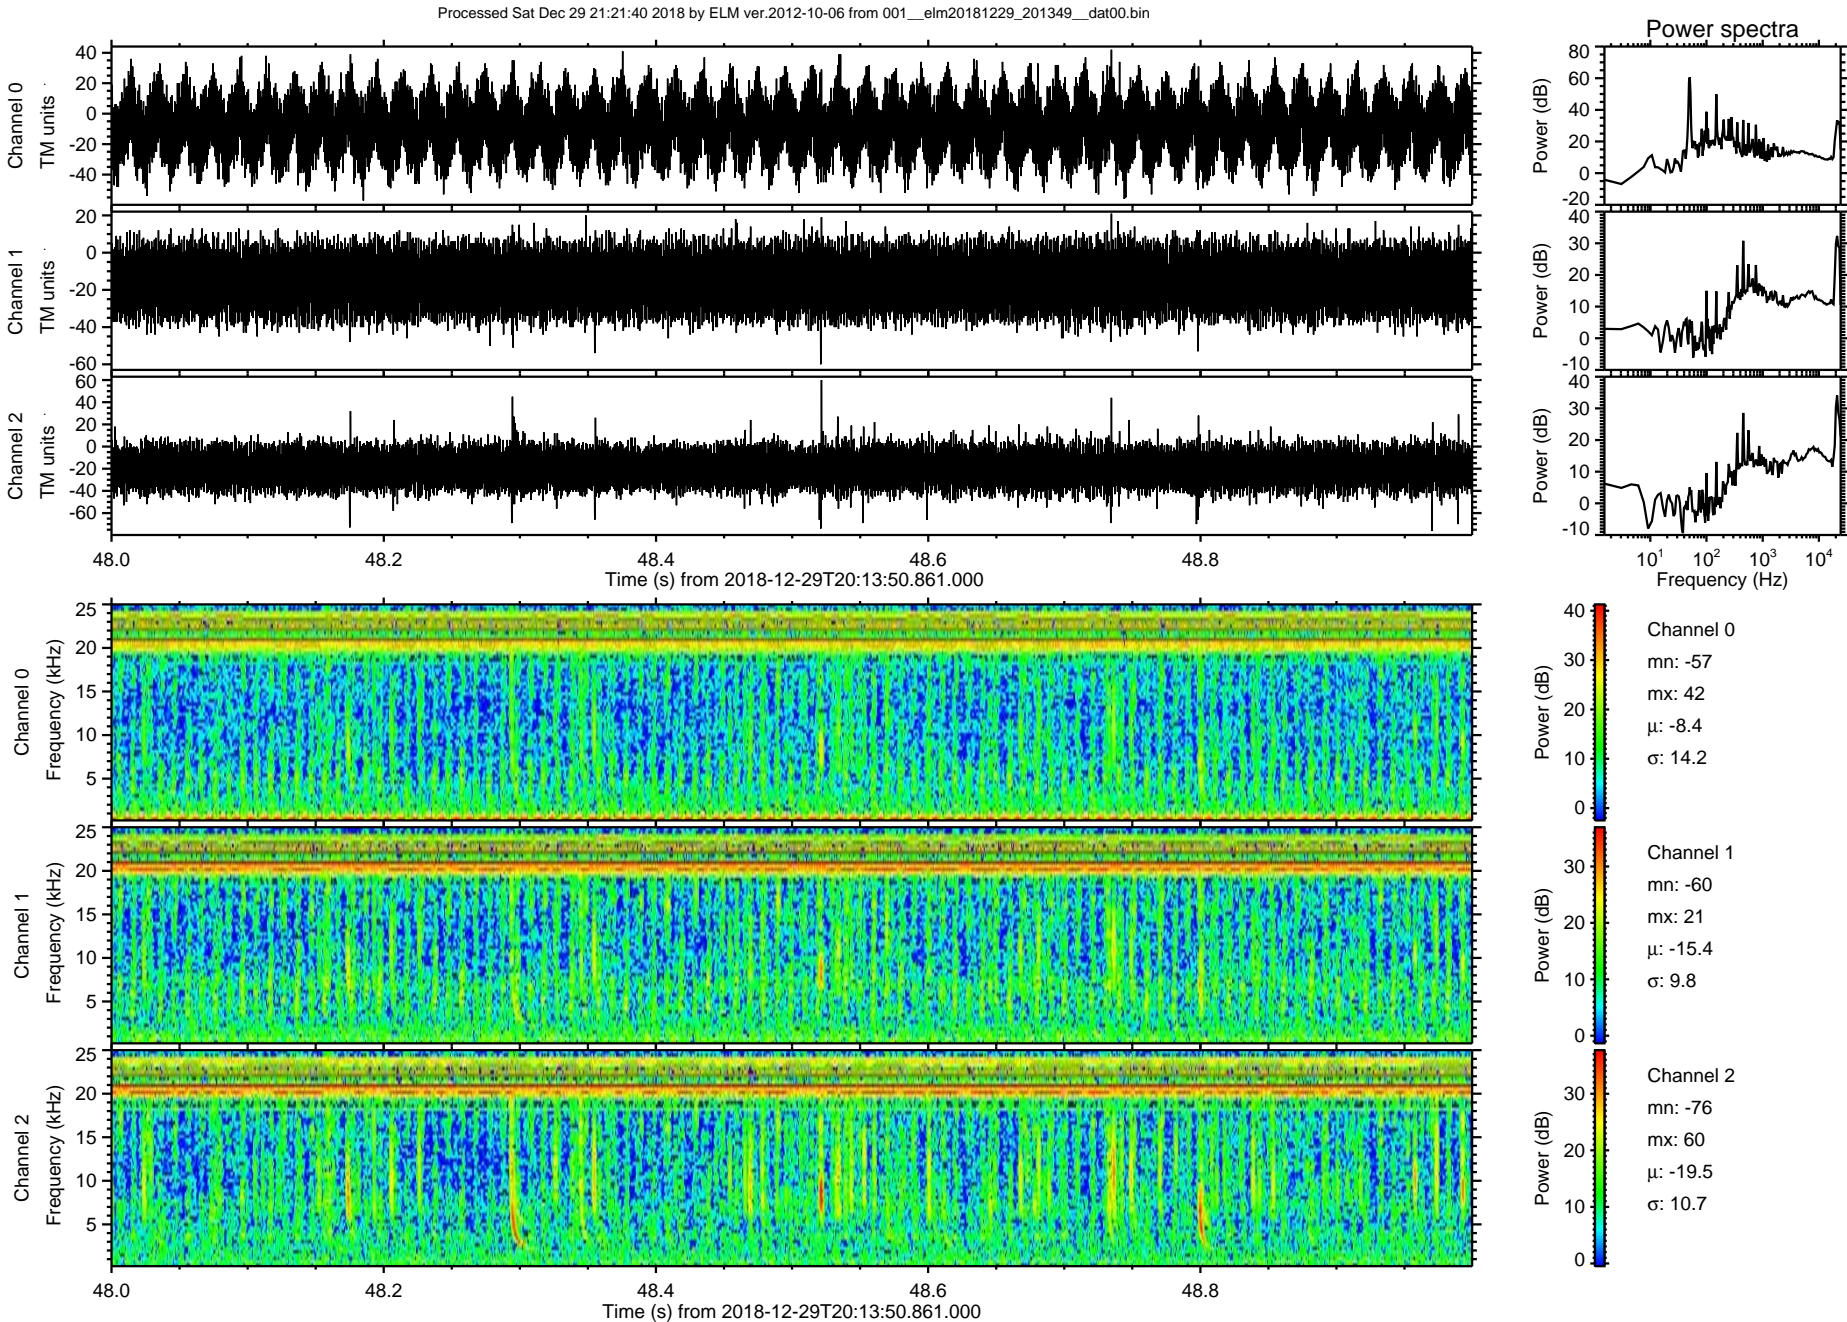 Processed Sat Dec 29 21:21:40 2018 by ELM ver.2012-10-06 from 001__elm20181229_201349__dat00.bin
Power spectra
Channel 0
TM units
40
20
0
-20
-40
Power (dB)
80
60
40
20
0
-20
Channel 1
TM units
20
0
-20
-40
-60
Power (dB)
40
30
20
10
0
-10
Channel 2
TM units
60
40
20
0
-20
-40
-60
Power (dB)
40
30
20
10
0
-10
48.0 48.2 48.4 48.6 48.8
Time (s) from 2018-12-29T20:13:50.861.000
10¹ 10² 10³ 10⁴
Frequency (Hz)
Channel 0
Frequency (kHz)
25
20
15
10
5
Power (dB)
40
30
20
10
0
Channel 0
mn: -57
mx: 42
μ: -8.4
σ: 14.2
Channel 1
Frequency (kHz)
25
20
15
10
5
Power (dB)
30
20
10
0
Channel 1
mn: -60
mx: 21
μ: -15.4
σ: 9.8
Channel 2
Frequency (kHz)
25
20
15
10
5
Power (dB)
30
20
10
0
Channel 2
mn: -76
mx: 60
μ: -19.5
σ: 10.7
48.0 48.2 48.4 48.6 48.8
Time (s) from 2018-12-29T20:13:50.861.000